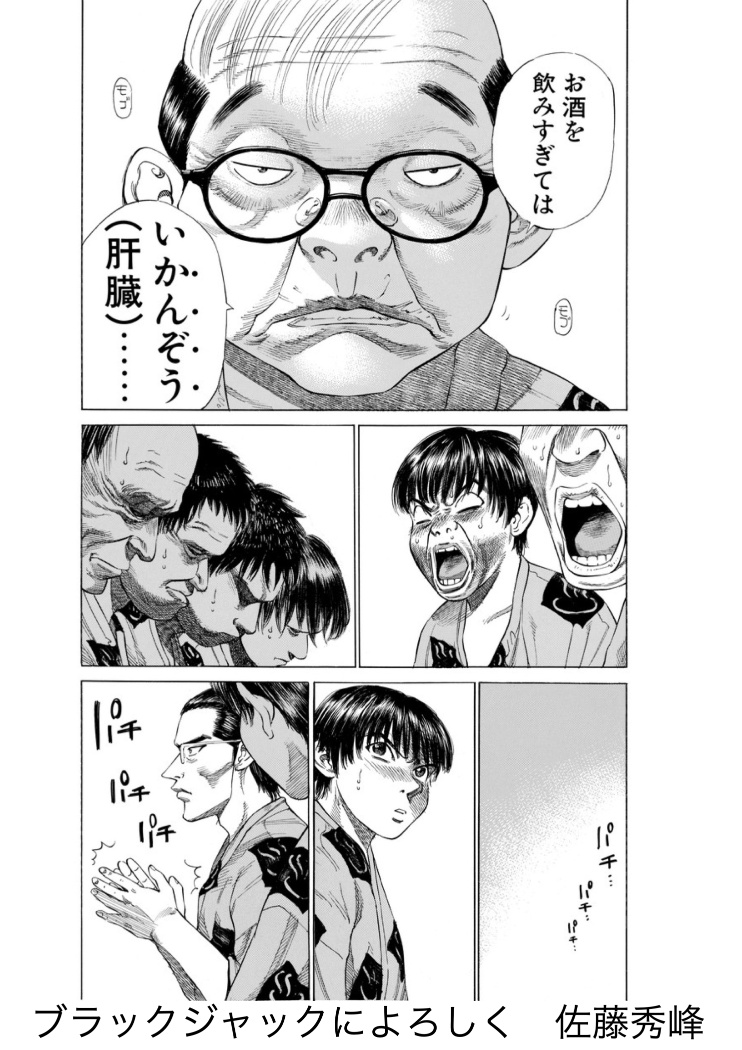 お酒を
飲みすぎては
モゴ
いかんぞう
(肝臓)……
モゴ
パチ
パチ
パチ
パチ…
パチ…
パチ…
ブラックジャックによろしく　佐藤秀峰